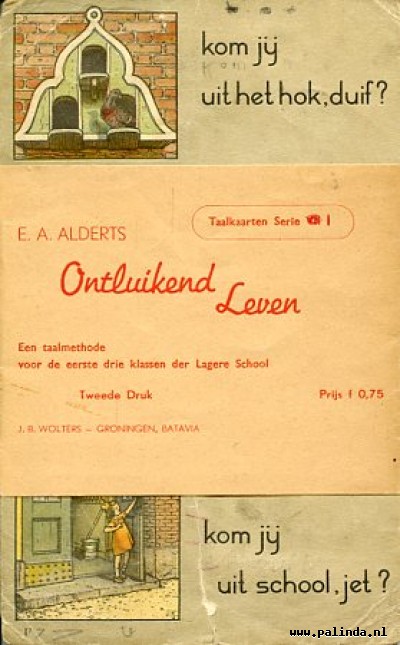 kom jij
uit het hok, duif?
E. A. ALDERTS
Taalkaarten Serie I
Ontluikend
Leven
Een taalmethode
voor de eerste drie klassen der Lagere School
Tweede Druk
Prijs f 0,75
J. B. WOLTERS – GRONINGEN, BATAVIA
kom jij
uit school, jet?
www.palinda.nl